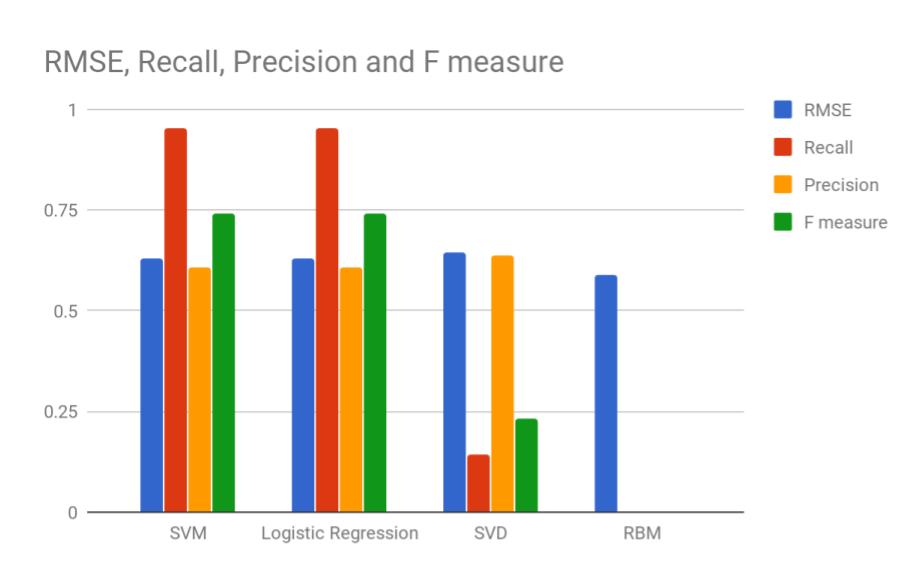 RMSE, Recall, Precision and F measure
1
0.75
0.5
0.25
0
SVM
Logistic Regression
SVD
RBM
RMSE
Recall
Precision
F measure